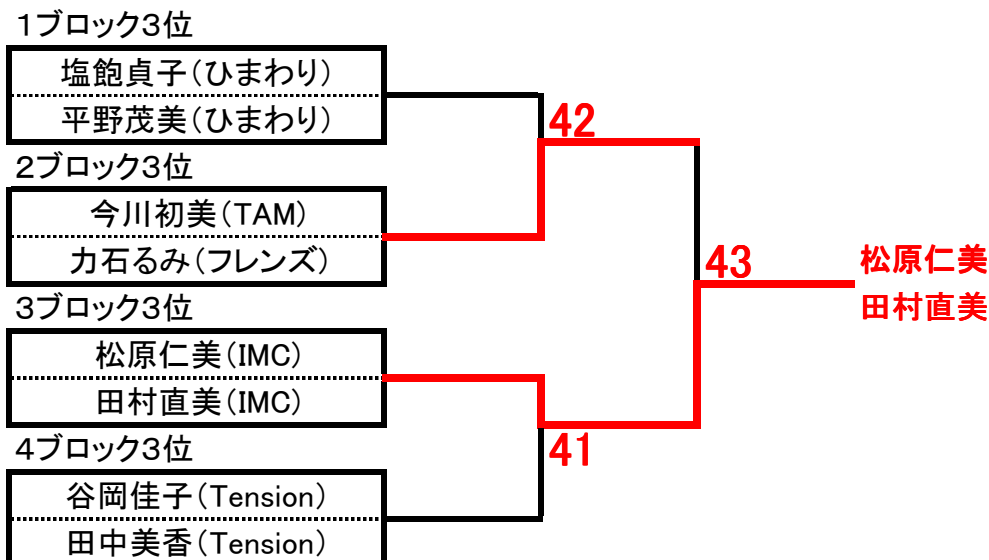 1ブロック3位
塩飽貞子(ひまわり)
平野茂美(ひまわり)
42
2ブロック3位
今川初美(TAM)
力石るみ(フレンズ)
43
松原仁美
田村直美
3ブロック3位
松原仁美(IMC)
田村直美(IMC)
41
4ブロック3位
谷岡佳子(Tension)
田中美香(Tension)